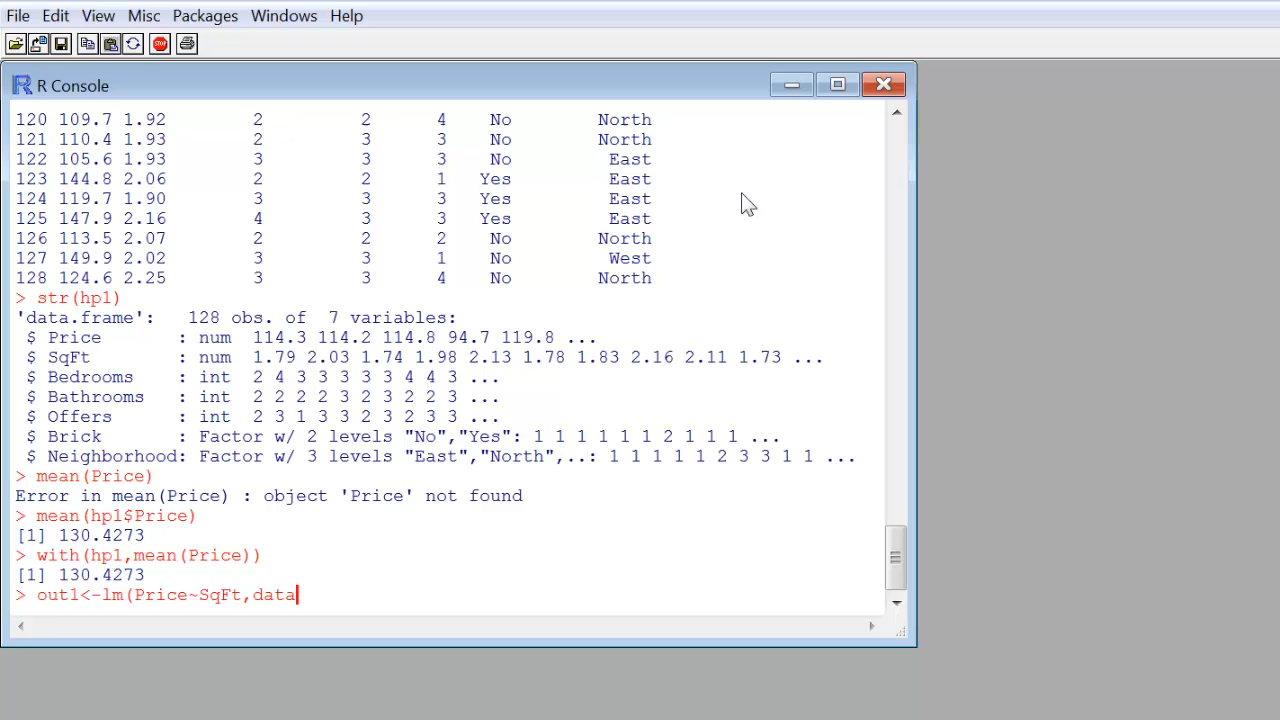 File Edit View Misc Packages Windows Help
STOP
R R Console
120 109.7 1.92 2 2 4 No North
121 110.4 1.93 2 3 3 No North
122 105.6 1.93 3 3 3 No East
123 144.8 2.06 2 2 1 Yes East
124 119.7 1.90 3 3 3 Yes East
125 147.9 2.16 4 3 3 Yes East
126 113.5 2.07 2 2 2 No North
127 149.9 2.02 3 3 1 No West
128 124.6 2.25 3 3 4 No North
> str(hp1)
'data.frame': 128 obs. of 7 variables:
$ Price : num 114.3 114.2 114.8 94.7 119.8 ...
$ SqFt : num 1.79 2.03 1.74 1.98 2.13 1.78 1.83 2.16 2.11 1.73 ...
$ Bedrooms : int 2 4 3 3 3 3 3 4 4 3 ...
$ Bathrooms : int 2 2 2 2 3 2 3 2 2 3 ...
$ Offers : int 2 3 1 3 3 2 3 2 3 3 ...
$ Brick : Factor w/ 2 levels "No","Yes": 1 1 1 1 1 1 2 1 1 1 ...
$ Neighborhood: Factor w/ 3 levels "East","North",..: 1 1 1 1 1 2 3 3 1 1 ...
> mean(Price)
Error in mean(Price) : object 'Price' not found
> mean(hp1$Price)
[1] 130.4273
> with(hp1,mean(Price))
[1] 130.4273
> out1<-lm(Price~SqFt,data